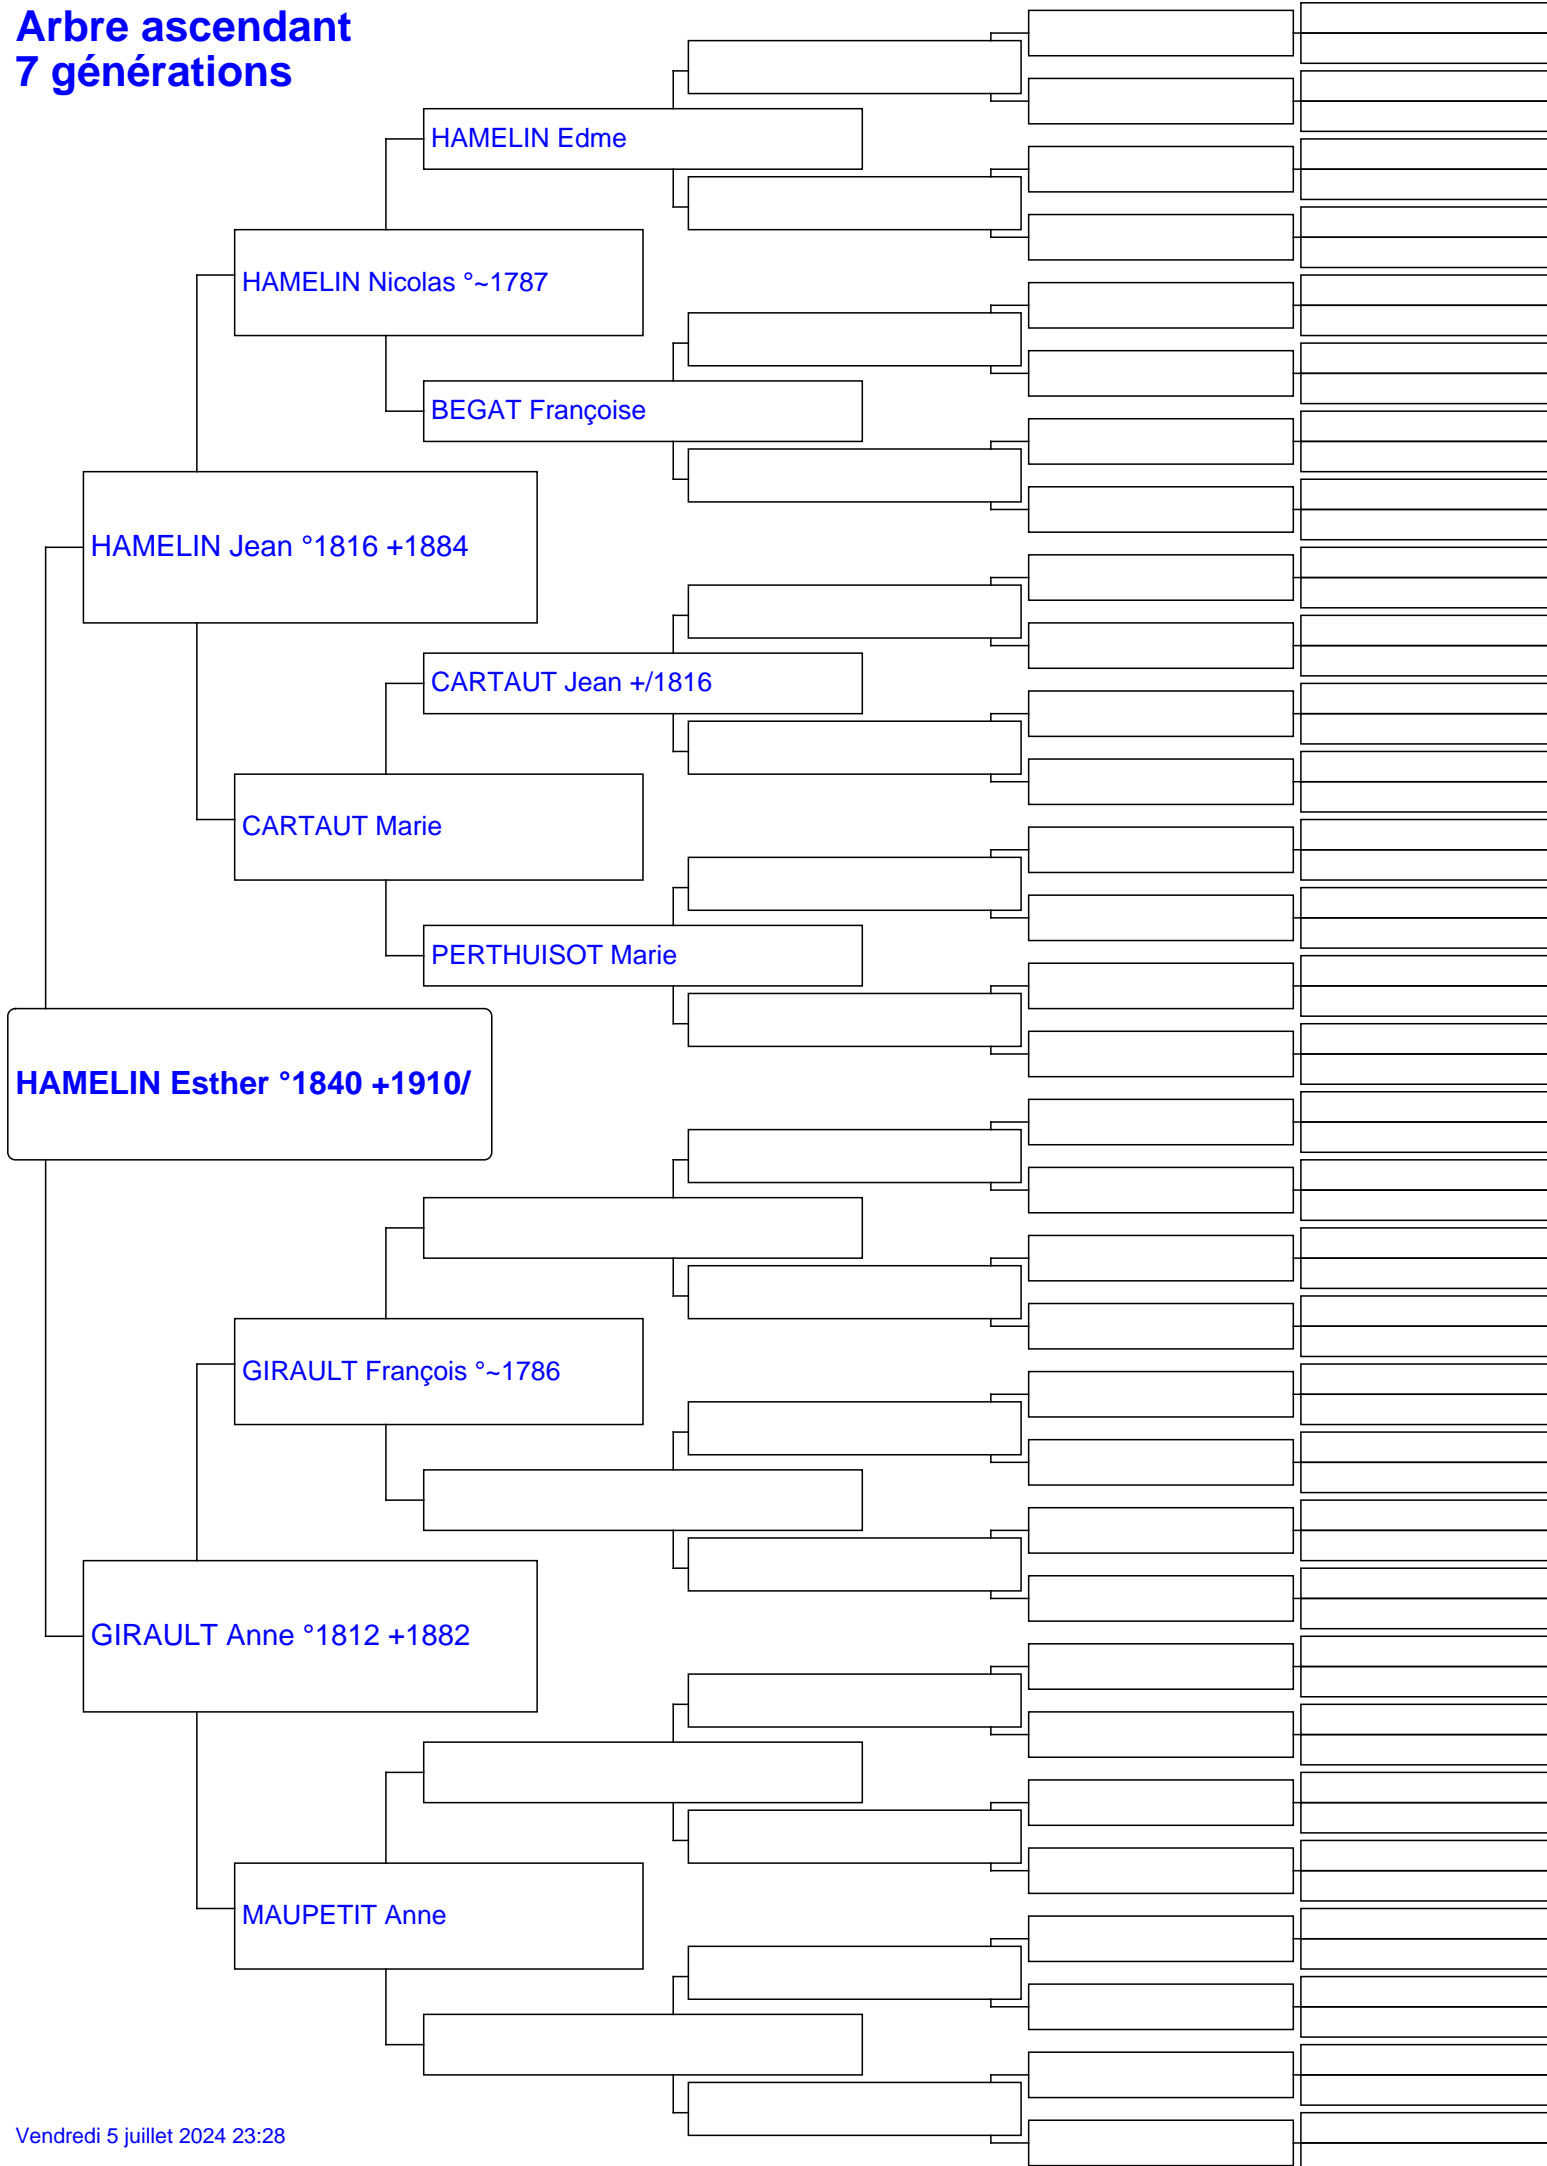 Arbre ascendant
7 générations
HAMELIN Edme
HAMELIN Nicolas °~1787
BEGAT Françoise
HAMELIN Jean °1816 +1884
CARTAUT Jean +/1816
CARTAUT Marie
PERTHUISOT Marie
HAMELIN Esther °1840 +1910/
GIRAULT François °~1786
GIRAULT Anne °1812 +1882
MAUPETIT Anne
Vendredi 5 juillet 2024 23:28